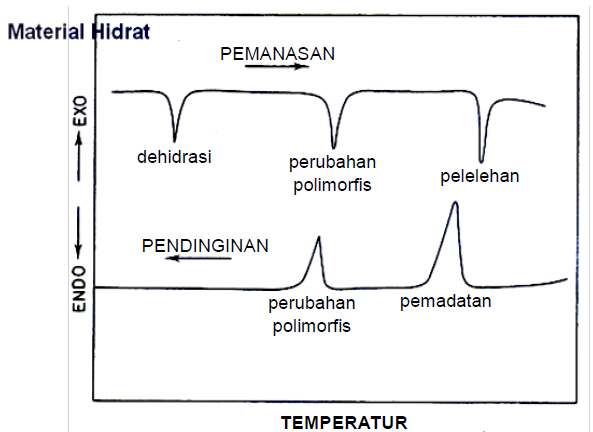 Material Hidrat
PEMANASAN
EXO
dehidrasi
perubahan
polimorfis
pelelehan
ENDO
PENDINGINAN
perubahan
polimorfis
pemadatan
TEMPERATUR